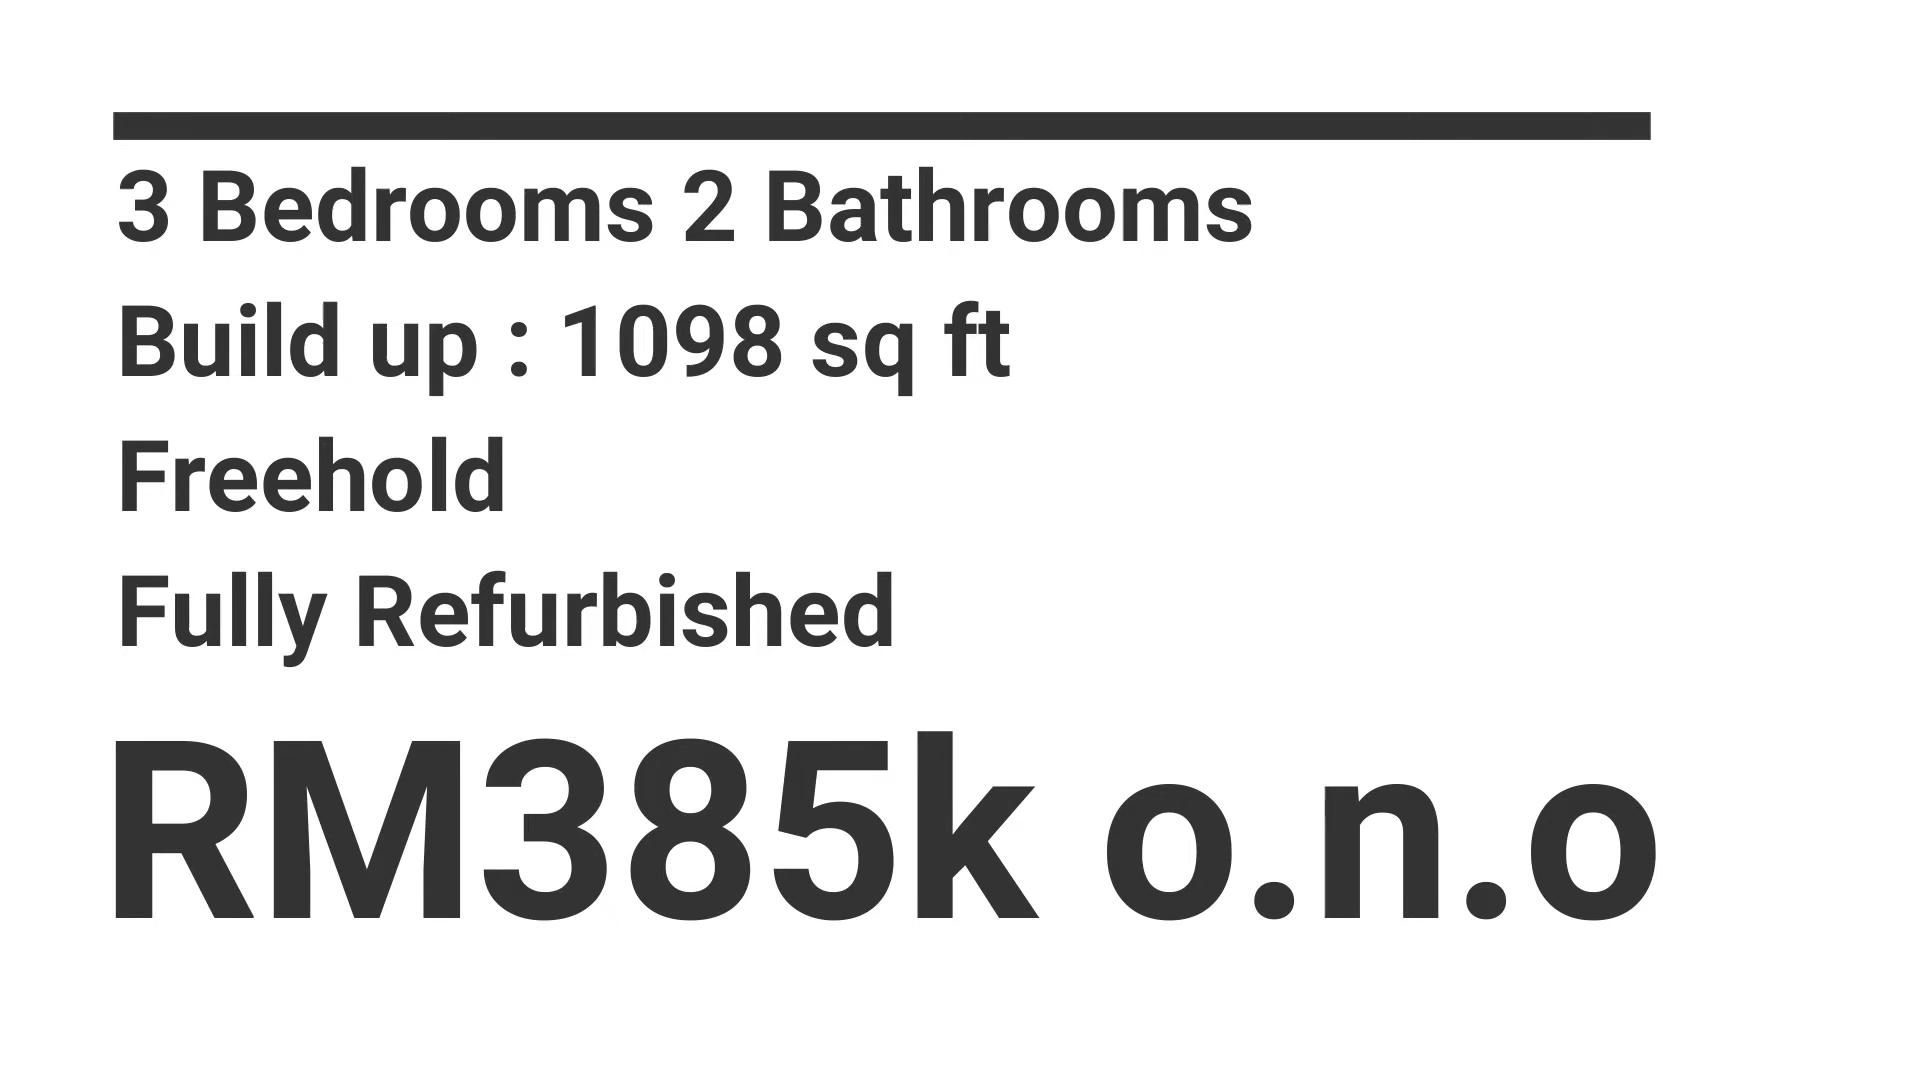 3 Bedrooms 2 Bathrooms
Build up : 1098 sq ft
Freehold
Fully Refurbished
RM385k o.n.o